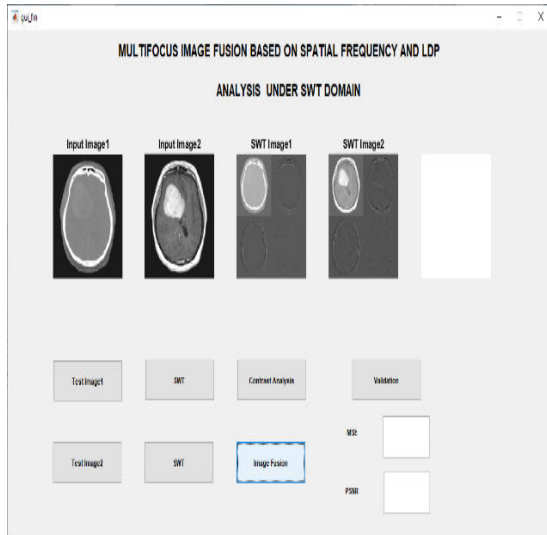 gui_fin
MULTIFOCUS IMAGE FUSION BASED ON SPATIAL FREQUENCY AND LDP
ANALYSIS UNDER SWT DOMAIN
Input Image1 Input Image2 SWT Image1 SWT Image2
Test Image1 SWT Contrast Analysis Validation
MSE
Test Image2 SWT Image Fusion
PSNR